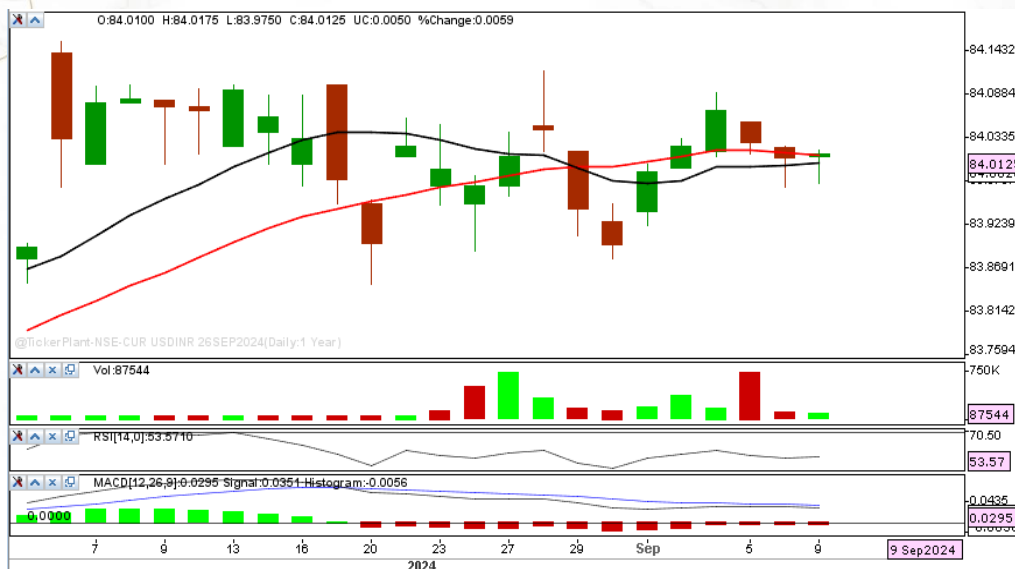 O:84.0100 H:84.0175 L:83.9750 C:84.0125 UC:0.0050 %Change:0.0059
84.1432
84.0884
84.0335
84.0125
83.9239
83.8691
83.8142
83.7594
@TickerPlant-NSE-CUR USDINR 26SEP2024(Daily:1 Year)
Vol:87544
750K
87544
RSI[14,0]:53.5710
70.50
53.57
MACD[12,26,9]:0.0295 Signal:0.0351 Histogram:-0.0056
0.0435
0.0295
0.0000
7 9 13 16 20 23 27 29 Sep 5 9
9 Sep2024
2024